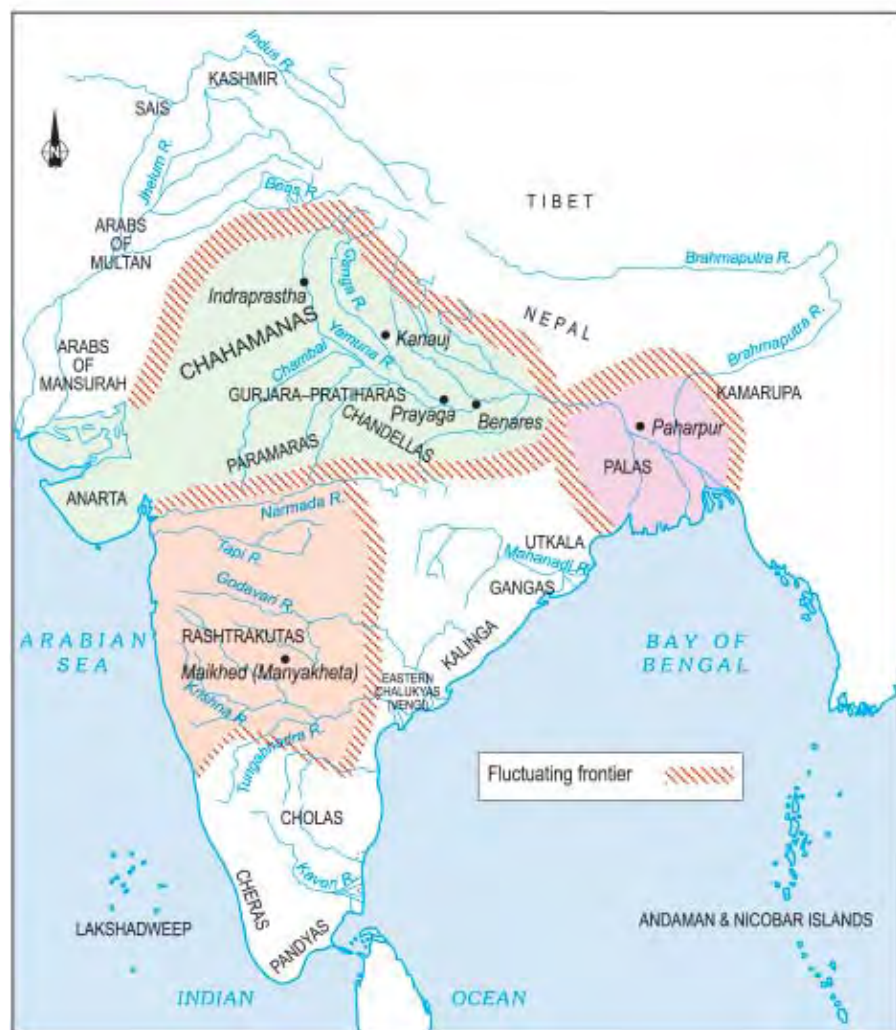 Indus R.
KASHMIR
SAIS
N
Jhelum R.
Beas R.
TIBET
ARABS
OF
MULTAN
Brahmaputra R.
Ganga R.
Indraprastha
NEPAL
CHAHAMANAS
Kanauj
Brahmaputra R.
ARABS
OF
MANSURAH
Chambal
Yamuna R.
KAMARUPA
GURJARA–PRATIHARAS
Prayaga
Benares
CHANDELLAS
Paharpur
PARAMARAS
PALAS
ANARTA
Narmada R.
UTKALA
Tapi R.
Mahanadi R.
GANGAS
Godavari R.
KALINGA
ARABIAN
SEA
RASHTRAKUTAS
Maikhed (Manyakheta)
BAY OF
BENGAL
EASTERN
CHALUKYAS
(VENGI)
Krishna R.
Tungabhadra R.
Fluctuating frontier
CHOLAS
Kaveri R.
CHERAS
LAKSHADWEEP
PANDYAS
ANDAMAN & NICOBAR ISLANDS
INDIAN OCEAN